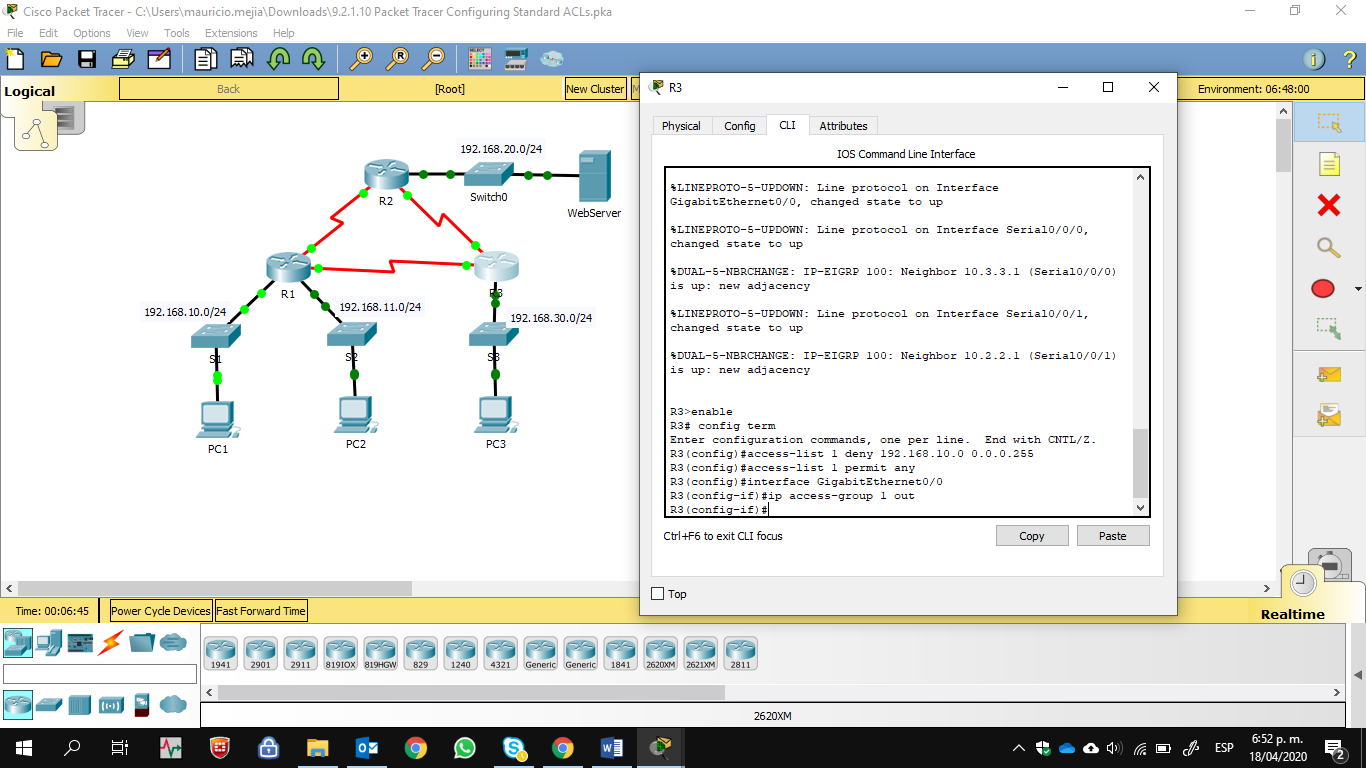 Cisco Packet Tracer - C:\Users\mauricio.mejia\Downloads\9.2.1.10 Packet Tracer Configuring Standard ACLs.pka
File Edit Options View Tools Extensions Help
Logical
Back
[Root]
New Cluster
Environment: 06:48:00
192.168.20.0/24
R2
Switch0
WebServer
R1
R3
192.168.10.0/24
192.168.11.0/24
192.168.30.0/24
S1
S2
S3
PC1
PC2
PC3
R3
Physical Config CLI Attributes
IOS Command Line Interface
%LINEPROTO-5-UPDOWN: Line protocol on Interface
GigabitEthernet0/0, changed state to up
%LINEPROTO-5-UPDOWN: Line protocol on Interface Serial0/0/0,
changed state to up
%DUAL-5-NBRCHANGE: IP-EIGRP 100: Neighbor 10.3.3.1 (Serial0/0/0)
is up: new adjacency
%LINEPROTO-5-UPDOWN: Line protocol on Interface Serial0/0/1,
changed state to up
%DUAL-5-NBRCHANGE: IP-EIGRP 100: Neighbor 10.2.2.1 (Serial0/0/1)
is up: new adjacency
R3>enable
R3# config term
Enter configuration commands, one per line.  End with CNTL/Z.
R3(config)#access-list 1 deny 192.168.10.0 0.0.0.255
R3(config)#access-list 1 permit any
R3(config)#interface GigabitEthernet0/0
R3(config-if)#ip access-group 1 out
R3(config-if)#
Ctrl+F6 to exit CLI focus
Copy
Paste
Top
Time: 00:06:45
Power Cycle Devices
Fast Forward Time
Realtime
1941 2901 2911 819IOX 819HGW 829 1240 4321 Generic Generic 1841 2620XM 2621XM 2811
2620XM
ESP
6:52 p. m.
18/04/2020
2